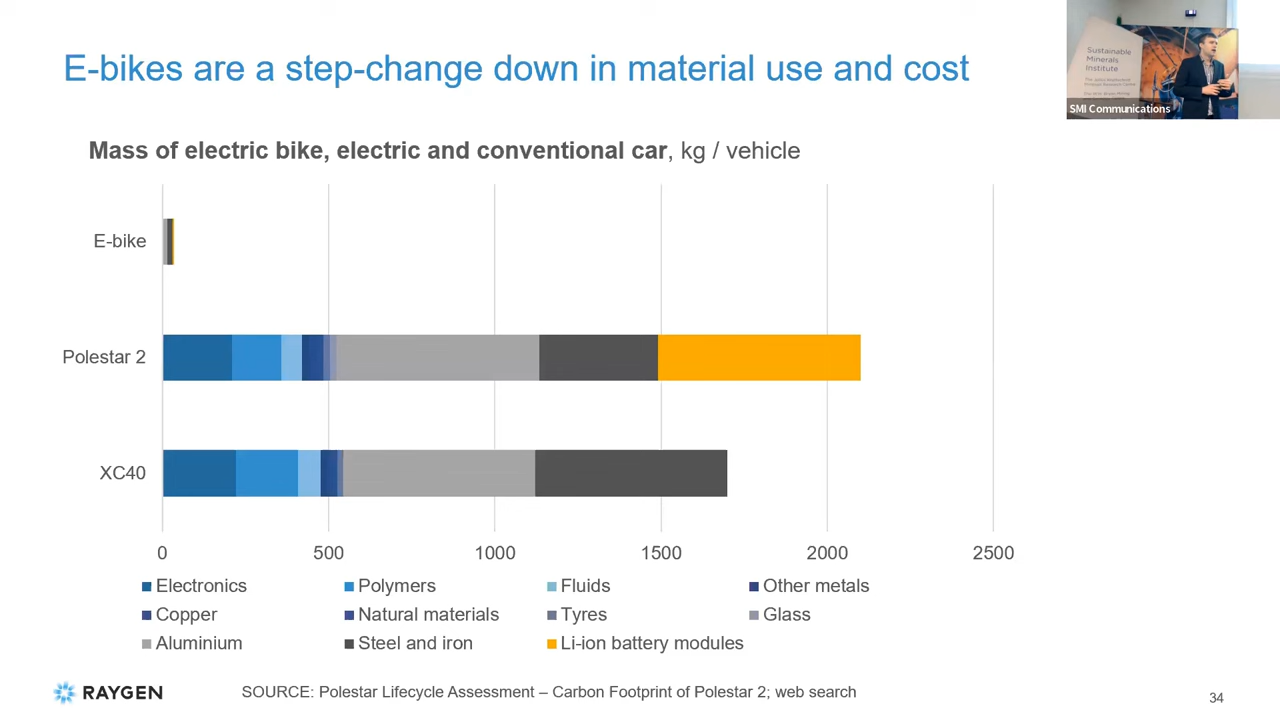 E-bikes are a step-change down in material use and cost
Sustainable
Minerals
Institute
SMI Communications
Mass of electric bike, electric and conventional car, kg / vehicle
E-bike
Polestar 2
XC40
0 500 1000 1500 2000 2500
Electronics Polymers Fluids Other metals
Copper Natural materials Tyres Glass
Aluminium Steel and iron Li-ion battery modules
RAYGEN
SOURCE: Polestar Lifecycle Assessment – Carbon Footprint of Polestar 2; web search
34